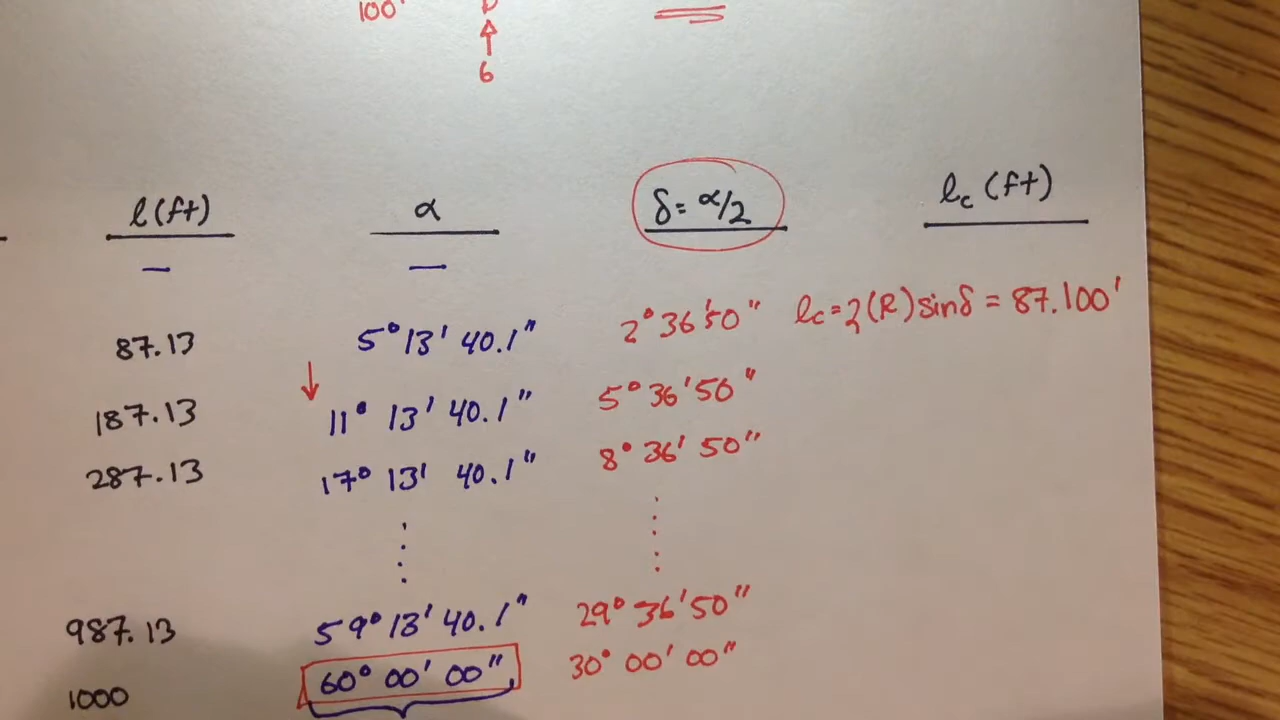 100'
D
6
l (ft) α δ = α/2 lc (ft)
— —
87.13 5° 13' 40.1" 2° 36' 50" lc = 2(R) sin δ = 87.100'
187.13 11° 13' 40.1" 5° 36' 50"
287.13 17° 13' 40.1" 8° 36' 50"
987.13 59° 13' 40.1" 29° 36' 50"
1000 60° 00' 00" 30° 00' 00"